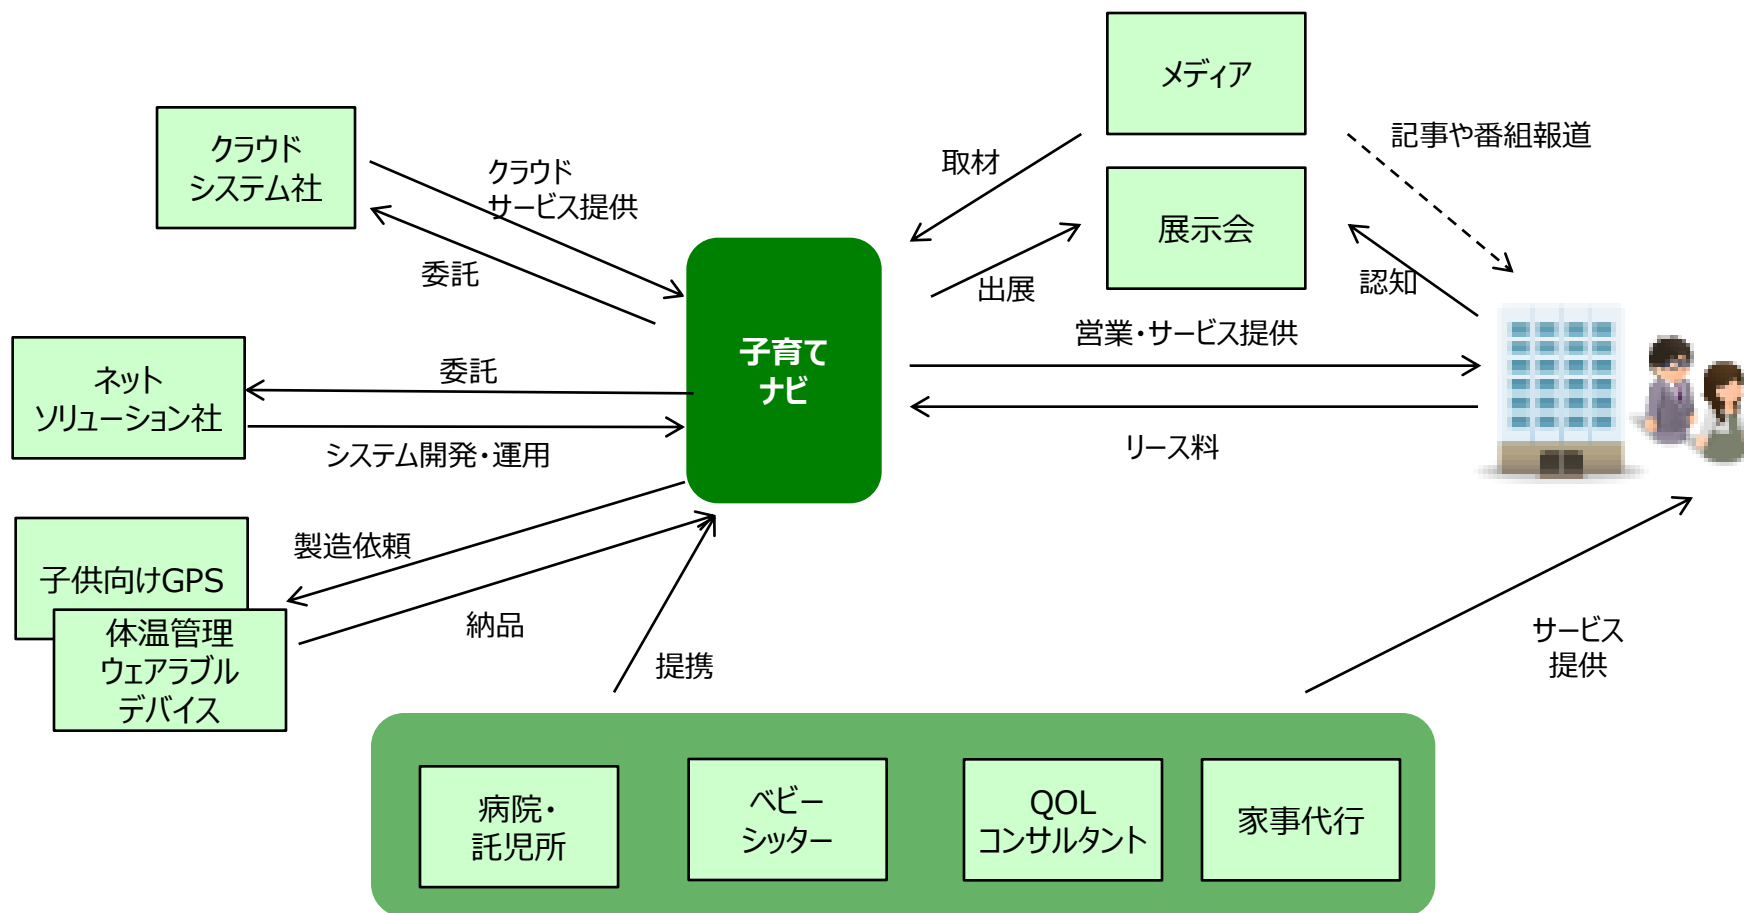 メディア
記事や番組報道
クラウド
システム社
クラウド
サービス提供
取材
展示会
委託
出展
認知
営業・サービス提供
子育て
ナビ
ネット
ソリューション社
委託
システム開発・運用
リース料
製造依頼
子供向けGPS
体温管理
ウェアラブル
デバイス
納品
提携
サービス
提供
病院・
託児所
ベビー
シッター
QOL
コンサルタント
家事代行